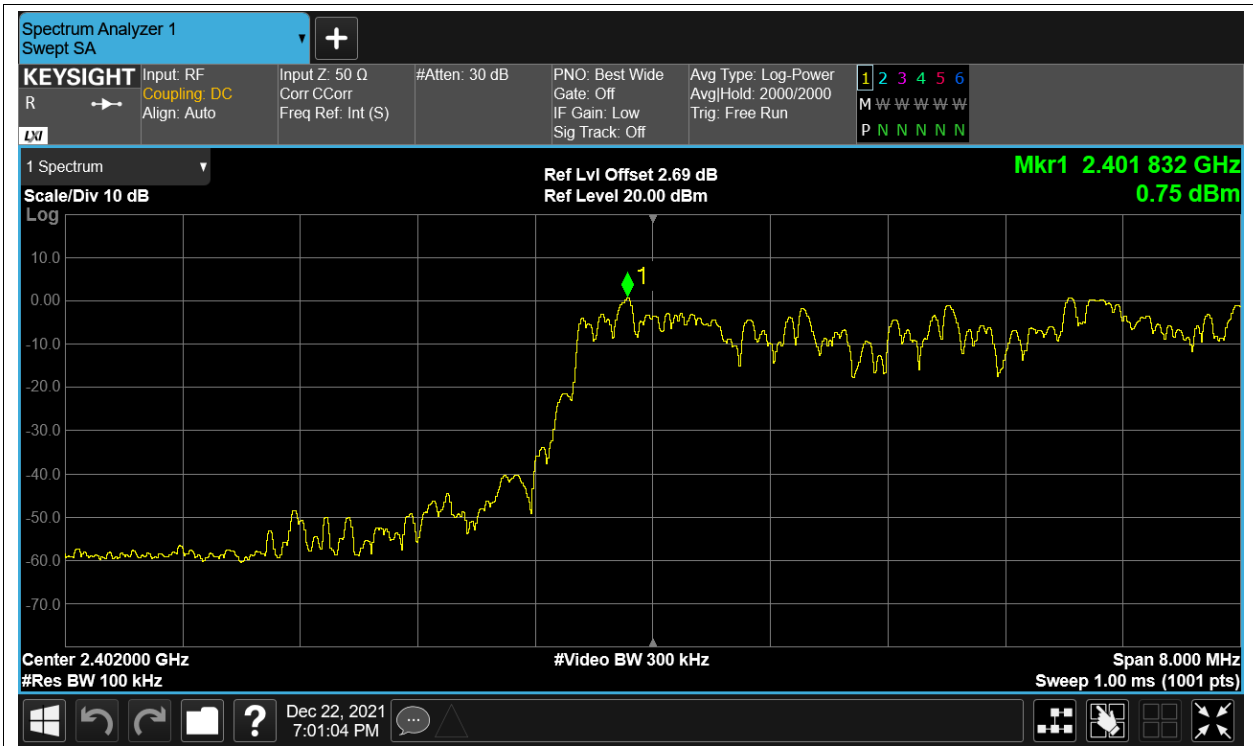 Spectrum Analyzer 1
Swept SA
KEYSIGHT
R
LXI
Input: RF
Coupling: DC
Align: Auto
Input Z: 50 Ω
Corr CCorr
Freq Ref: Int (S)
#Atten: 30 dB
PNO: Best Wide
Gate: Off
IF Gain: Low
Sig Track: Off
Avg Type: Log-Power
Avg|Hold: 2000/2000
Trig: Free Run
1 2 3 4 5 6
M W W W W W
P N N N N N
1 Spectrum
Scale/Div 10 dB
Log
Ref Lvl Offset 2.69 dB
Ref Level 20.00 dBm
Mkr1 2.401 832 GHz
0.75 dBm
10.0
0.00
-10.0
-20.0
-30.0
-40.0
-50.0
-60.0
-70.0
1
Center 2.402000 GHz
#Res BW 100 kHz
#Video BW 300 kHz
Span 8.000 MHz
Sweep 1.00 ms (1001 pts)
?
Dec 22, 2021
7:01:04 PM